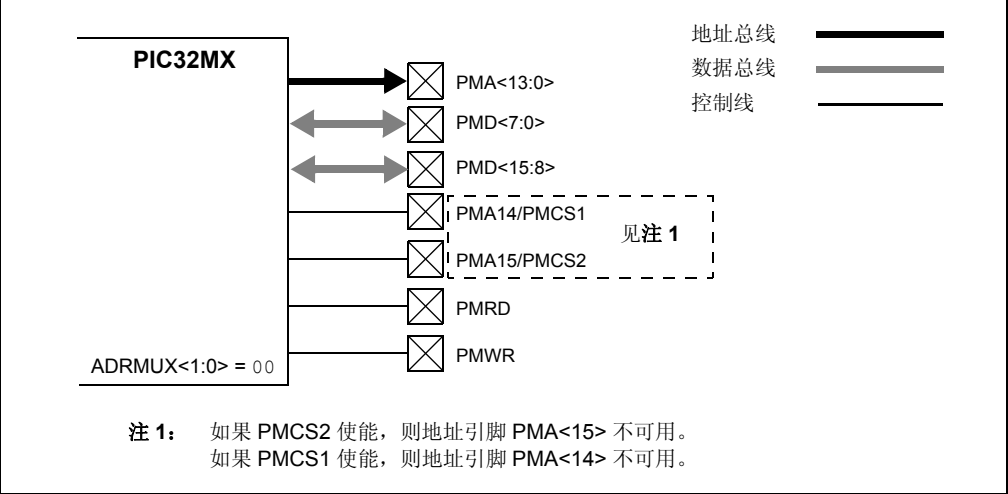 PIC32MX
地址总线
数据总线
控制线
PMA<13:0>
PMD<7:0>
PMD<15:8>
PMA14/PMCS1
见注 1
PMA15/PMCS2
PMRD
PMWR
ADRMUX<1:0> = 00
注 1： 如果 PMCS2 使能，则地址引脚 PMA<15> 不可用。
如果 PMCS1 使能，则地址引脚 PMA<14> 不可用。